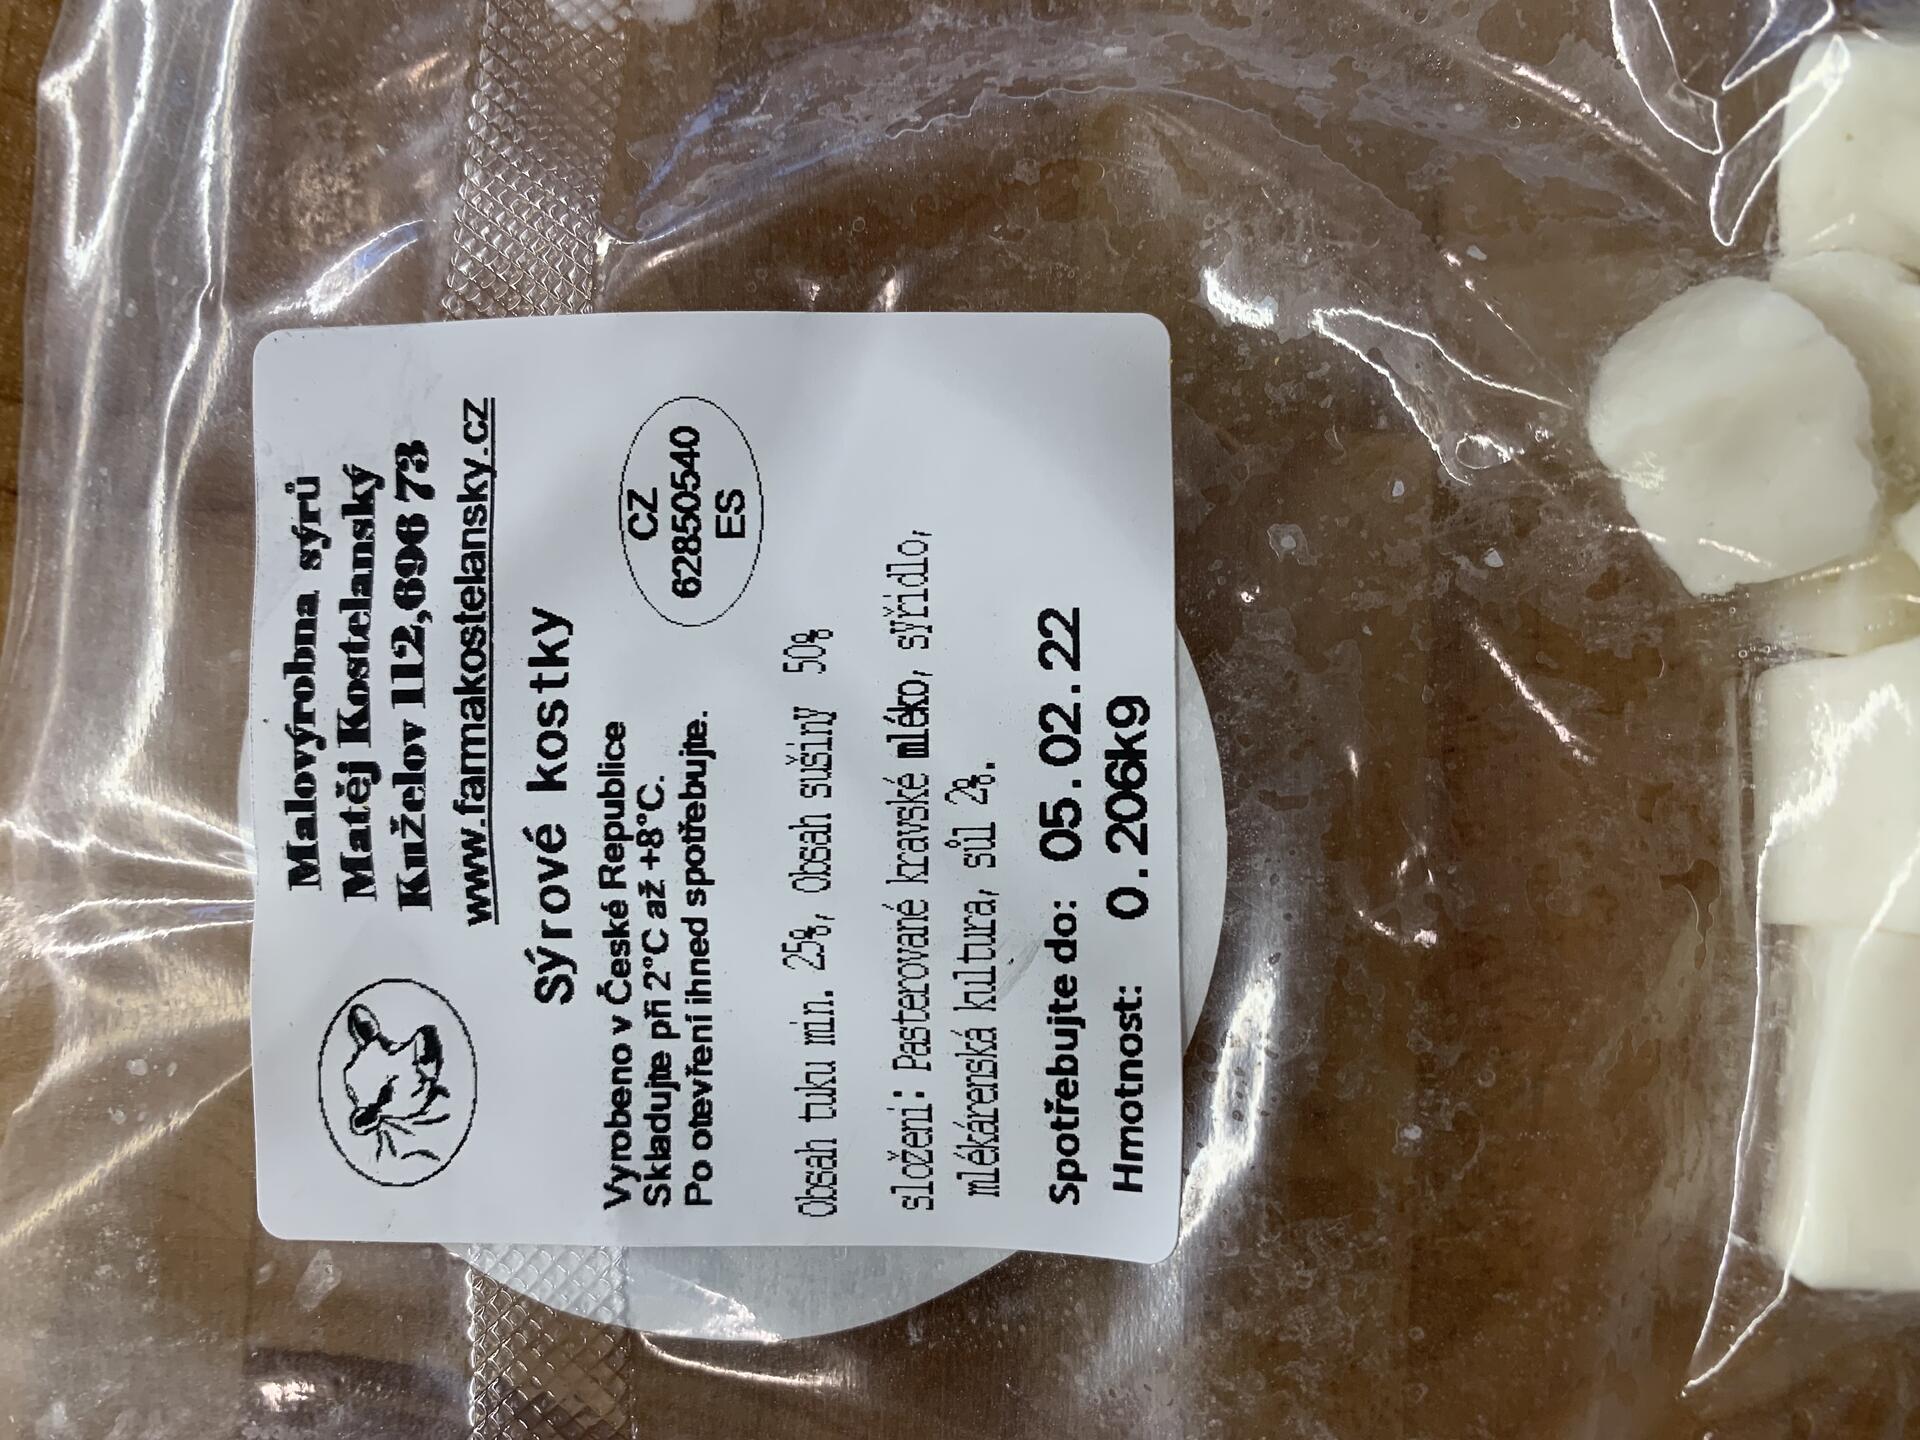 Malovýrobna sýrů
Matěj Kostelanský
Kuželov 112,696 73
www.farmakostelansky.cz
Sýrové kostky
Vyrobeno v České Republice
Skladujte při 2°C až +8°C.
Po otevření ihned spotřebujte.
CZ
62850540
ES
Obsah tuku min. 25%, Obsah sušiny 50%
složení: Pasterované kravské mléko, syřidlo,
mlékárenská kultura, sůl 2%.
Spotřebujte do: 05.02.22
Hmotnost: 0.206kg